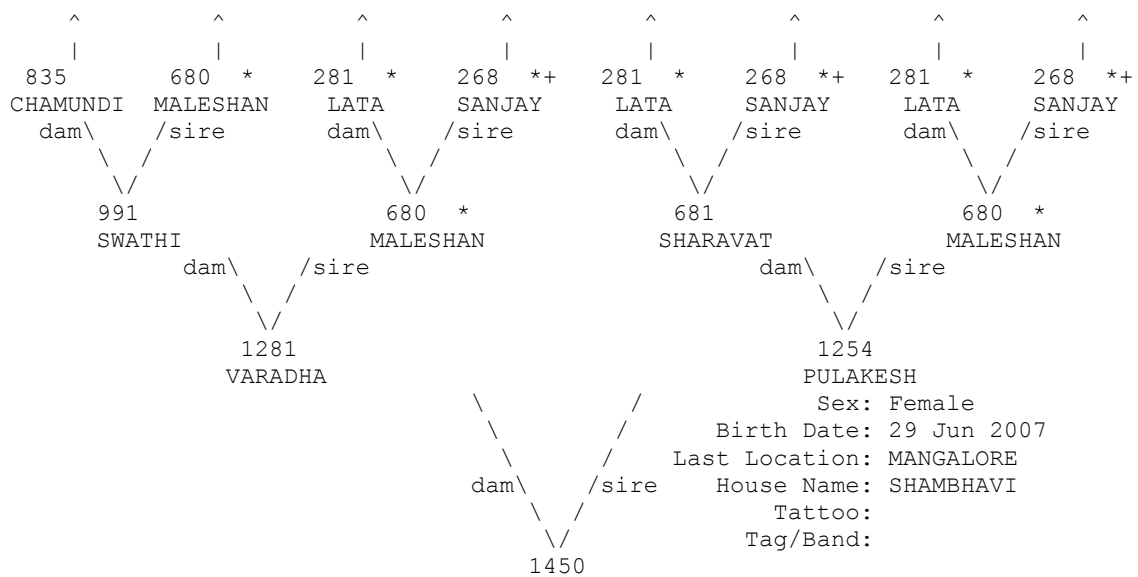 ^ ^ ^ ^ ^ ^ ^ ^
| | | | | | | |
835 680 * 281 * 268 *+ 281 * 268 *+ 281 * 268 *+
CHAMUNDI MALESHAN LATA SANJAY LATA SANJAY LATA SANJAY
dam\ /sire dam\ /sire dam\ /sire dam\ /sire
\ / \ / \ / \ /
\/ \/ \/ \/
991 680 * 681 680 *
SWATHI MALESHAN SHARAVAT MALESHAN
dam\ /sire dam\ /sire
\ / \ /
\/ \/
1281 1254
VARADHA PULAKESH
\ / Sex: Female
\ / Birth Date: 29 Jun 2007
\ / Last Location: MANGALORE
dam\ /sire House Name: SHAMBHAVI
\ / Tattoo:
\/ Tag/Band:
1450